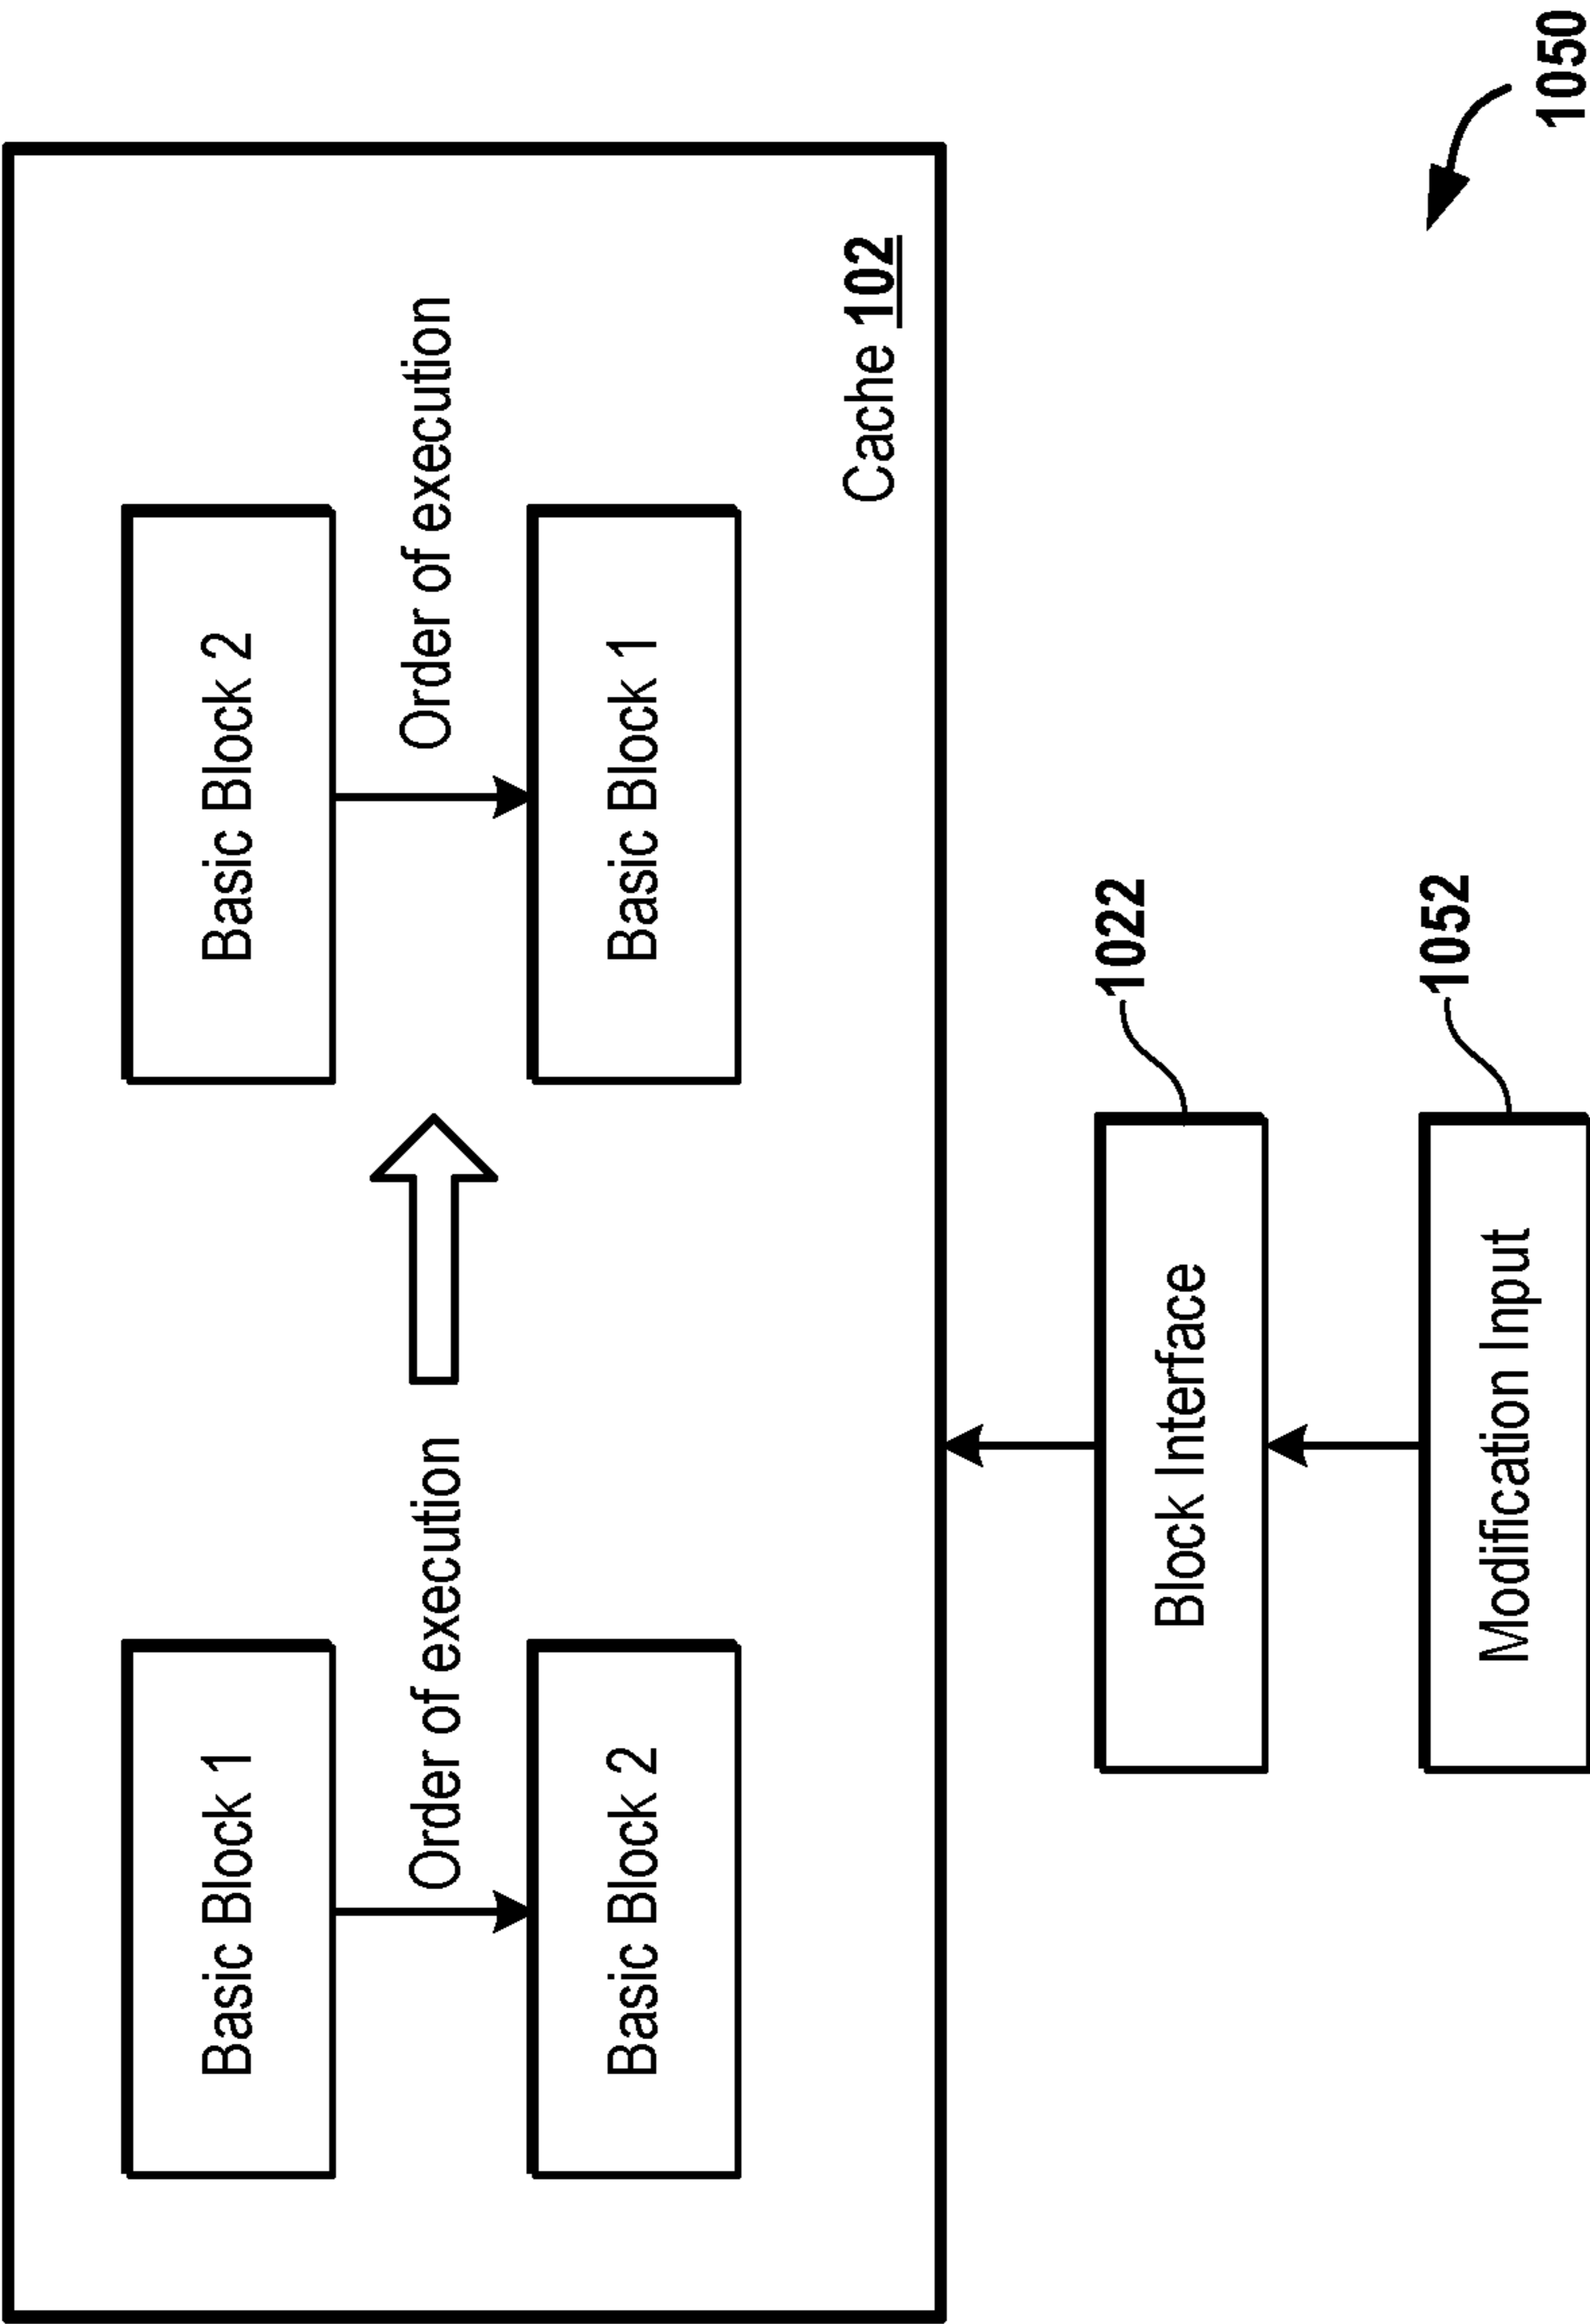 Basic Block 1
Basic Block 2
Order of execution
Order of execution
Basic Block 2
Basic Block 1
Cache 102
Block Interface
1022
Modification Input
1052
1050